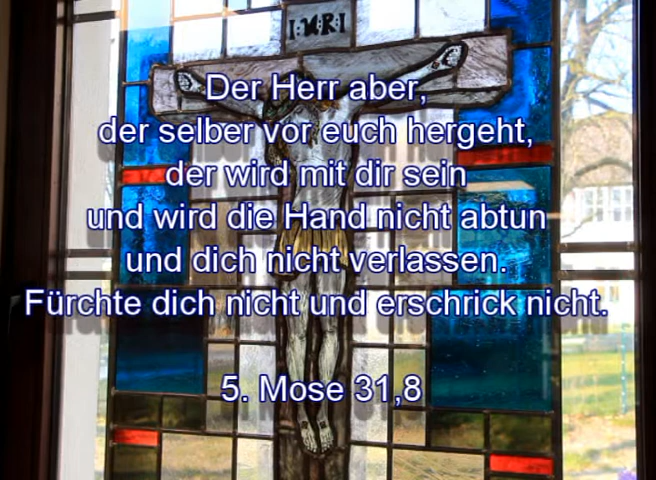 I:N:R:I
Der Herr aber,
der selber vor euch hergeht,
der wird mit dir sein
und wird die Hand nicht abtun
und dich nicht verlassen.
Fürchte dich nicht und erschrick nicht.
5. Mose 31,8